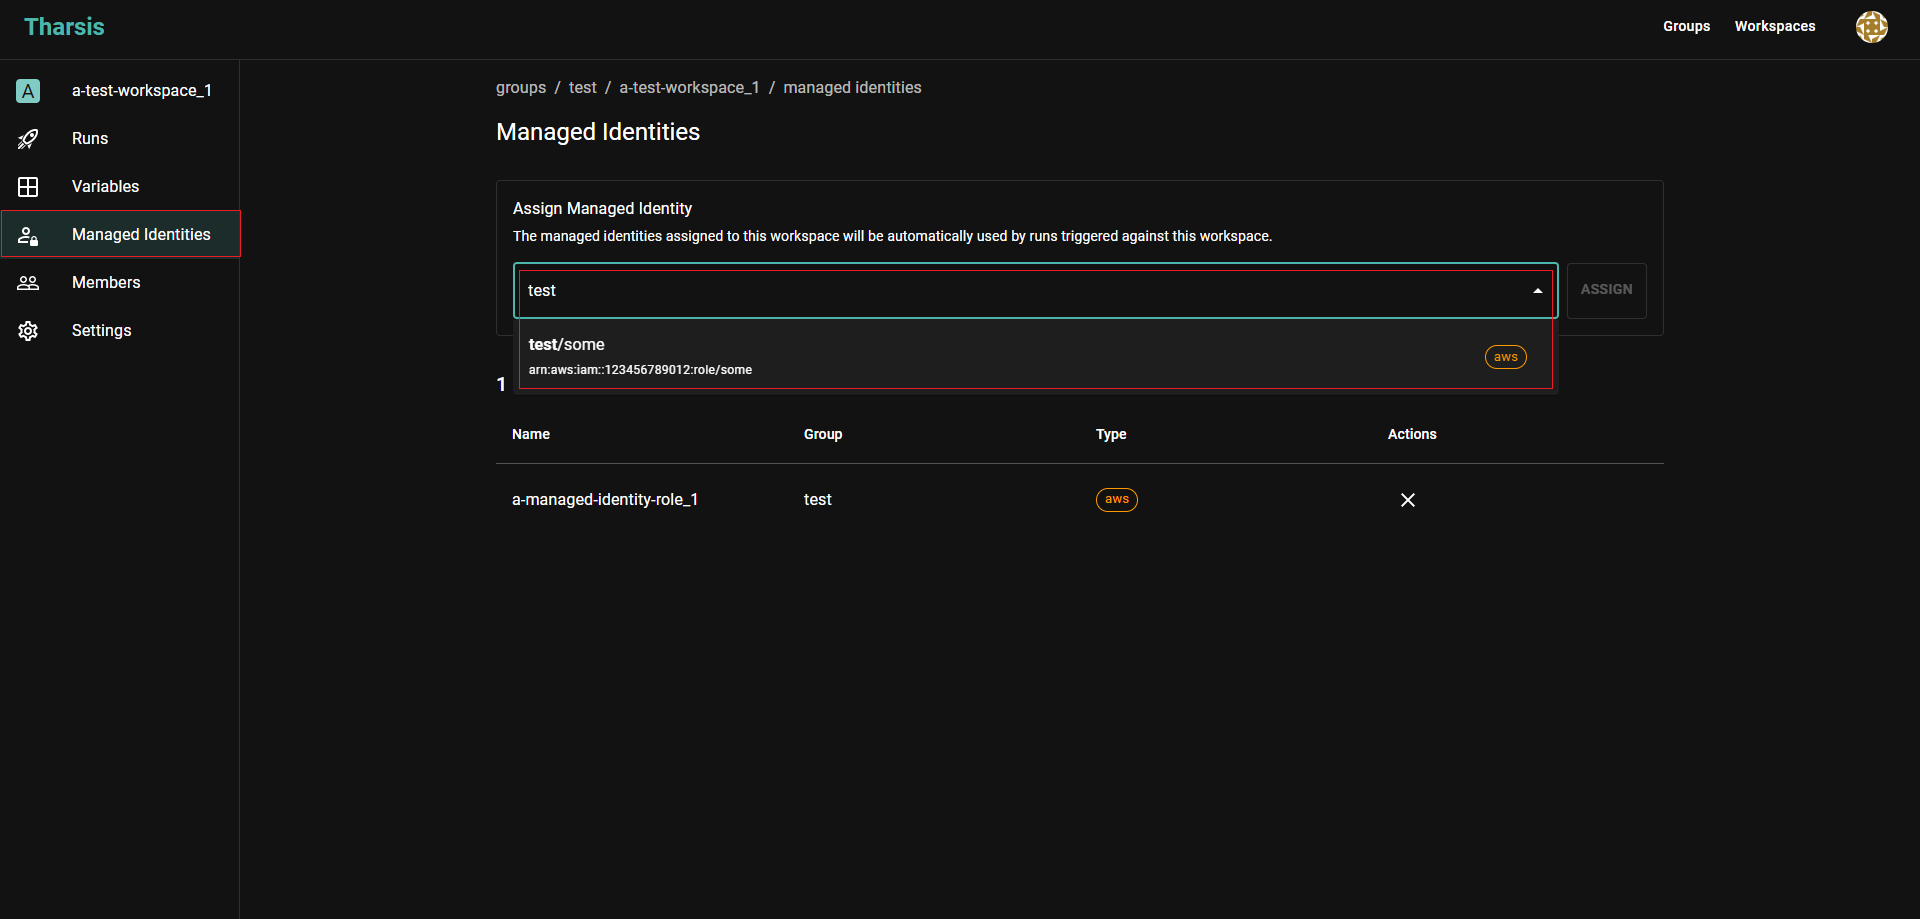 Tharsis
Groups
Workspaces
A
a-test-workspace_1
Runs
Variables
Managed Identities
Members
Settings
groups / test / a-test-workspace_1 / managed identities
Managed Identities
Assign Managed Identity
The managed identities assigned to this workspace will be automatically used by runs triggered against this workspace.
test
ASSIGN
test/some
arn:aws:iam::123456789012:role/some
aws
1
Name Group Type Actions
a-managed-identity-role_1 test aws